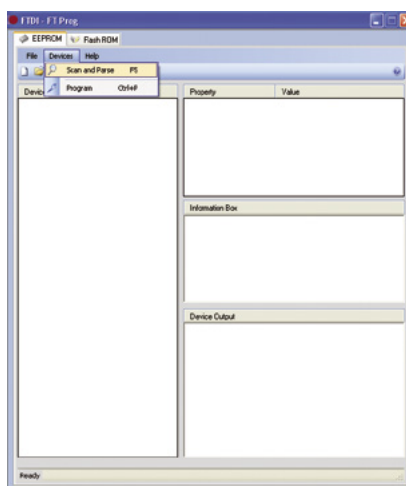 FTDI - FT Prog
EEPROM Flash ROM
File Devices Help
Scan and Parse F5
Program Ctrl+P
Devic
Property Value
Information Box
Device Output
Ready